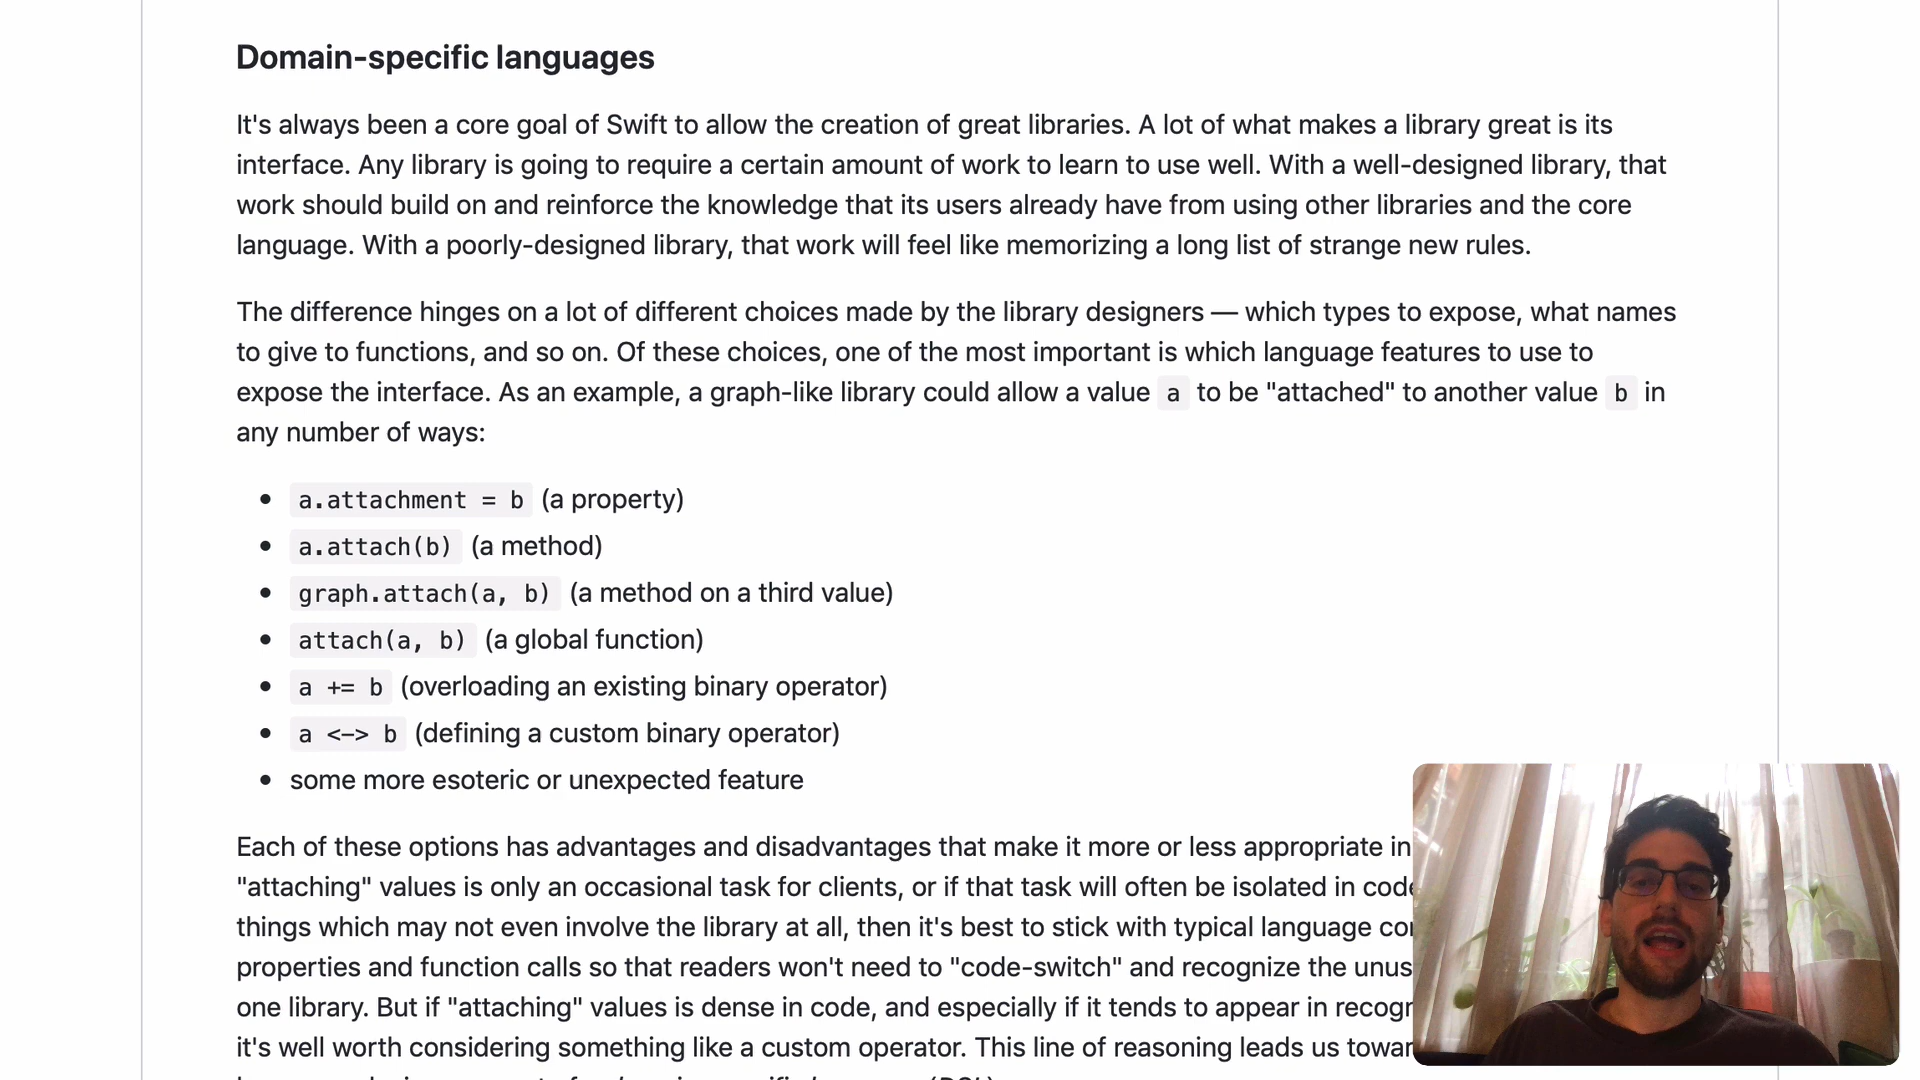 Domain-specific languages
It's always been a core goal of Swift to allow the creation of great libraries. A lot of what makes a library great is its
interface. Any library is going to require a certain amount of work to learn to use well. With a well-designed library, that
work should build on and reinforce the knowledge that its users already have from using other libraries and the core
language. With a poorly-designed library, that work will feel like memorizing a long list of strange new rules.
The difference hinges on a lot of different choices made by the library designers — which types to expose, what names
to give to functions, and so on. Of these choices, one of the most important is which language features to use to
expose the interface. As an example, a graph-like library could allow a value a to be "attached" to another value b in
any number of ways:
• a.attachment = b (a property)
• a.attach(b) (a method)
• graph.attach(a, b) (a method on a third value)
• attach(a, b) (a global function)
• a += b (overloading an existing binary operator)
• a <-> b (defining a custom binary operator)
• some more esoteric or unexpected feature
Each of these options has advantages and disadvantages that make it more or less appropriate in
"attaching" values is only an occasional task for clients, or if that task will often be isolated in
things which may not even involve the library at all, then it's best to stick with typical language
properties and function calls so that readers won't need to "code-switch" and recognize the
one library. But if "attaching" values is dense in code, and especially if it tends to appear in
it's well worth considering something like a custom operator. This line of reasoning leads us